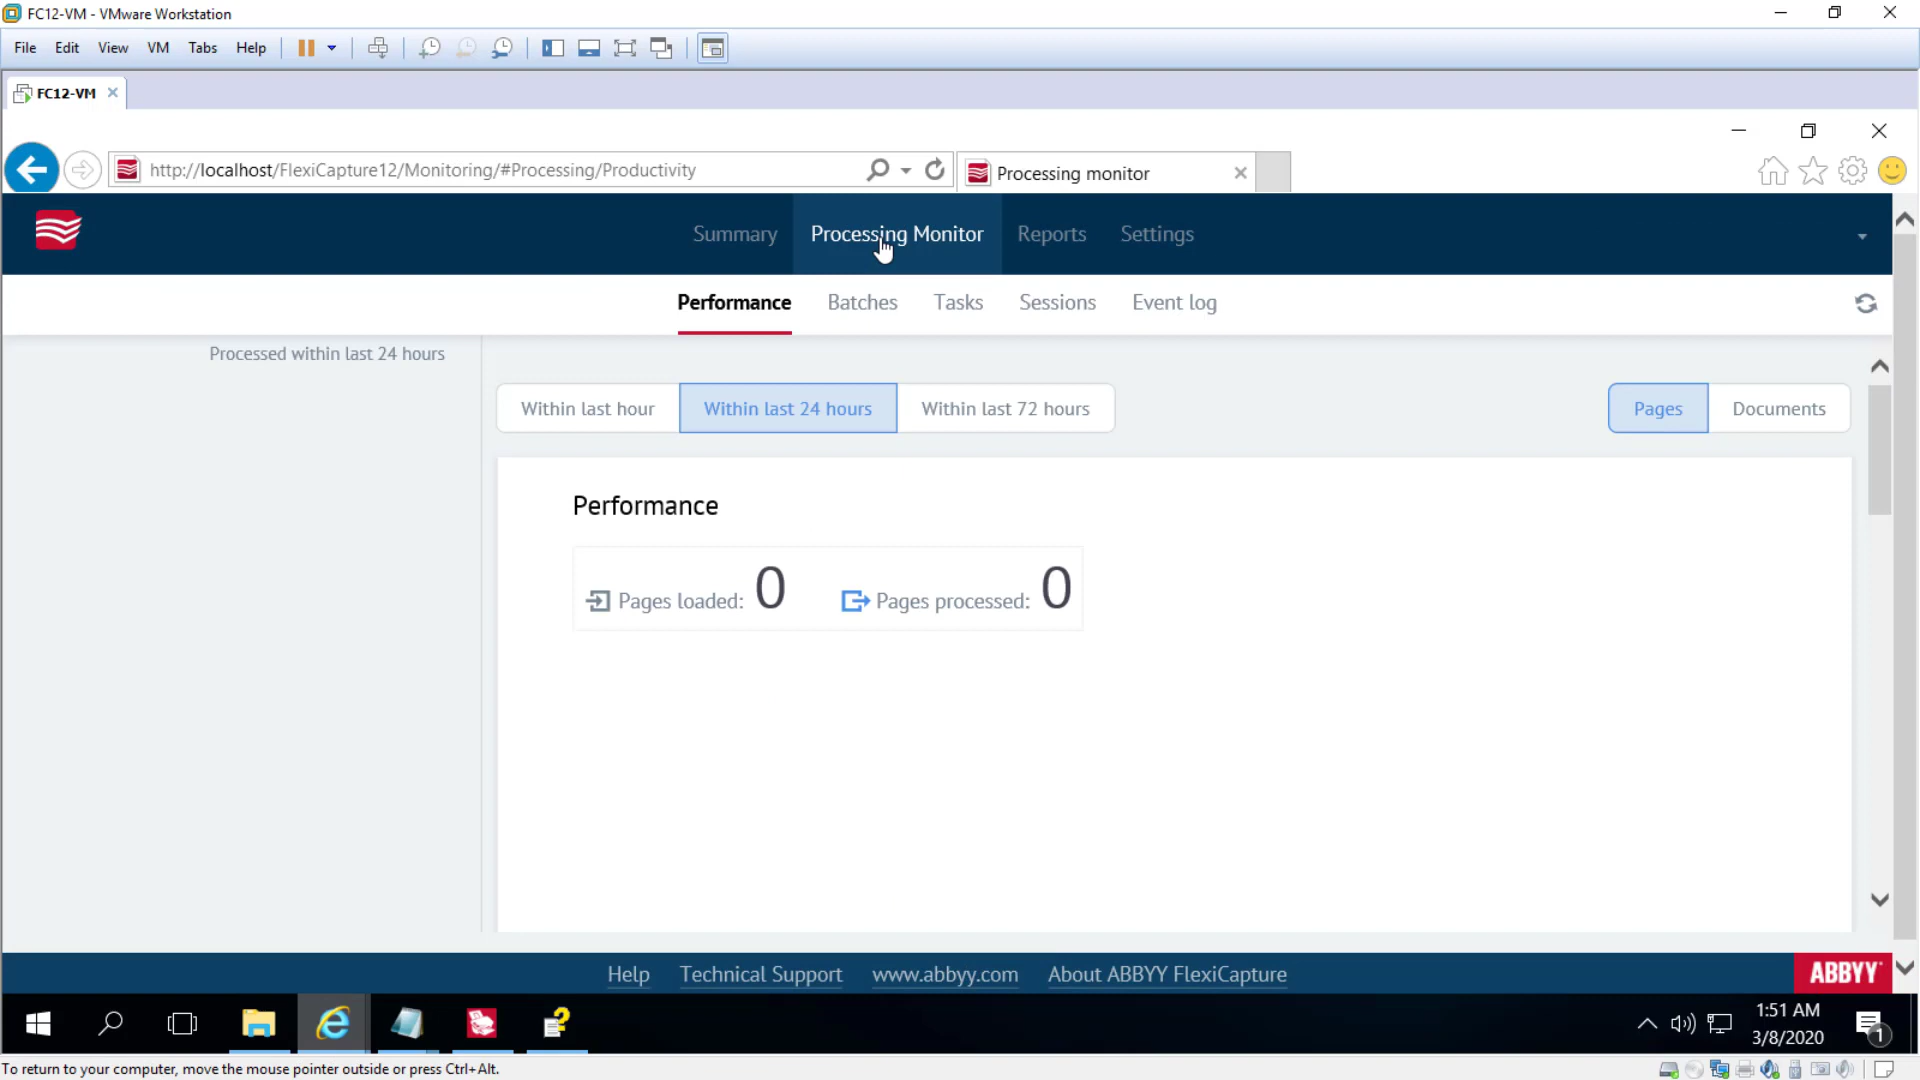 FC12-VM - VMware Workstation
File Edit View VM Tabs Help
FC12-VM
http://localhost/FlexiCapture12/Monitoring/#Processing/Productivity
Processing monitor
Summary Processing Monitor Reports Settings
Performance Batches Tasks Sessions Event log
Processed within last 24 hours
Within last hour Within last 24 hours Within last 72 hours Pages Documents
Performance
Pages loaded: 0 Pages processed: 0
Help Technical Support www.abbyy.com About ABBYY FlexiCapture ABBYY
1:51 AM
3/8/2020
1
To return to your computer, move the mouse pointer outside or press Ctrl+Alt.